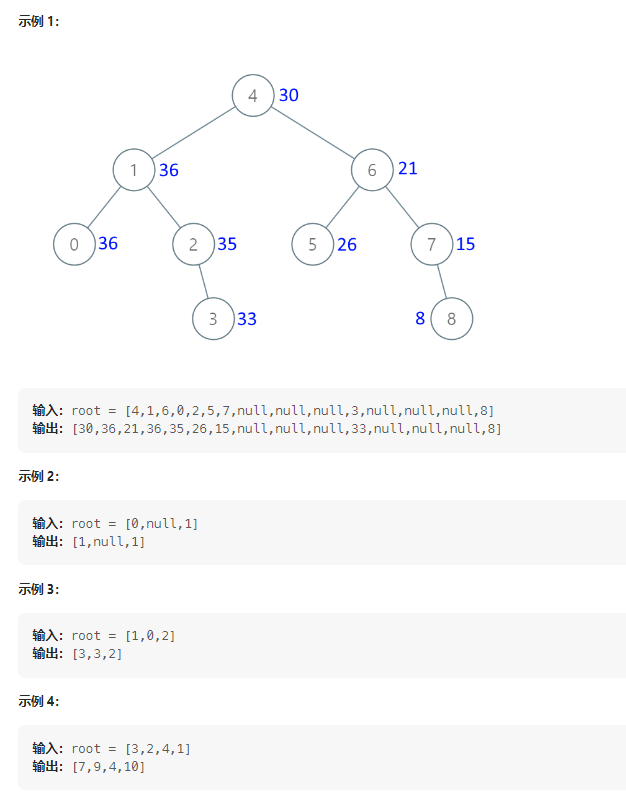 示例 1:
4 30
1 36 6 21
0 36 2 35 5 26 7 15
3 33 8 8
输入: root = [4,1,6,0,2,5,7,null,null,null,3,null,null,null,8]
输出: [30,36,21,36,35,26,15,null,null,null,33,null,null,null,8]
示例 2:
输入: root = [0,null,1]
输出: [1,null,1]
示例 3:
输入: root = [1,0,2]
输出: [3,3,2]
示例 4:
输入: root = [3,2,4,1]
输出: [7,9,4,10]